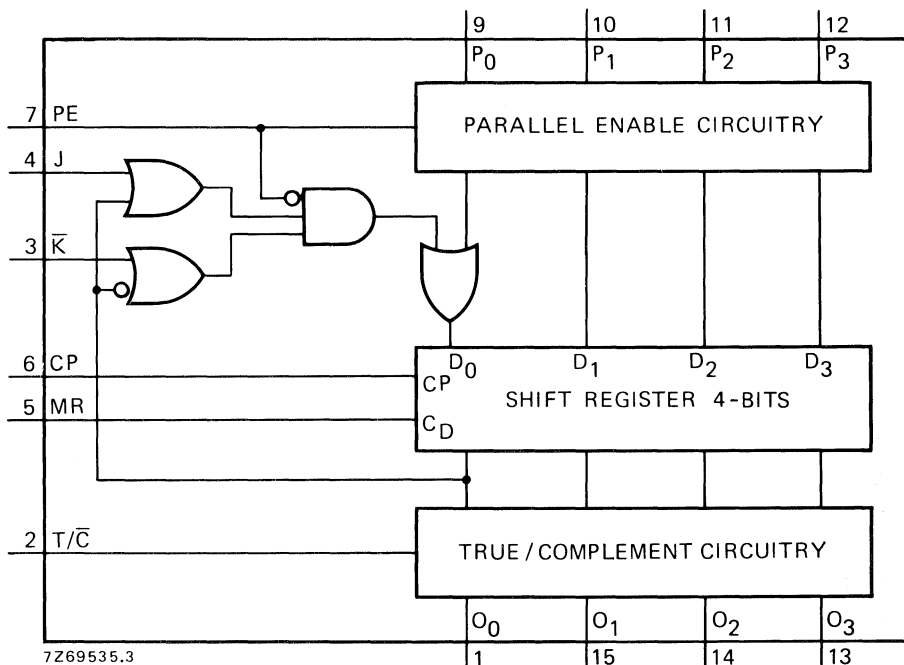 9 10 11 12
P0 P1 P2 P3
7 PE
PARALLEL ENABLE CIRCUITRY
4 J
3 K̅
6 CP
D0 D1 D2 D3
CP
SHIFT REGISTER 4-BITS
5 MR
CD
2 T/C̅
TRUE/COMPLEMENT CIRCUITRY
O0 O1 O2 O3
7Z69535.3
1 15 14 13